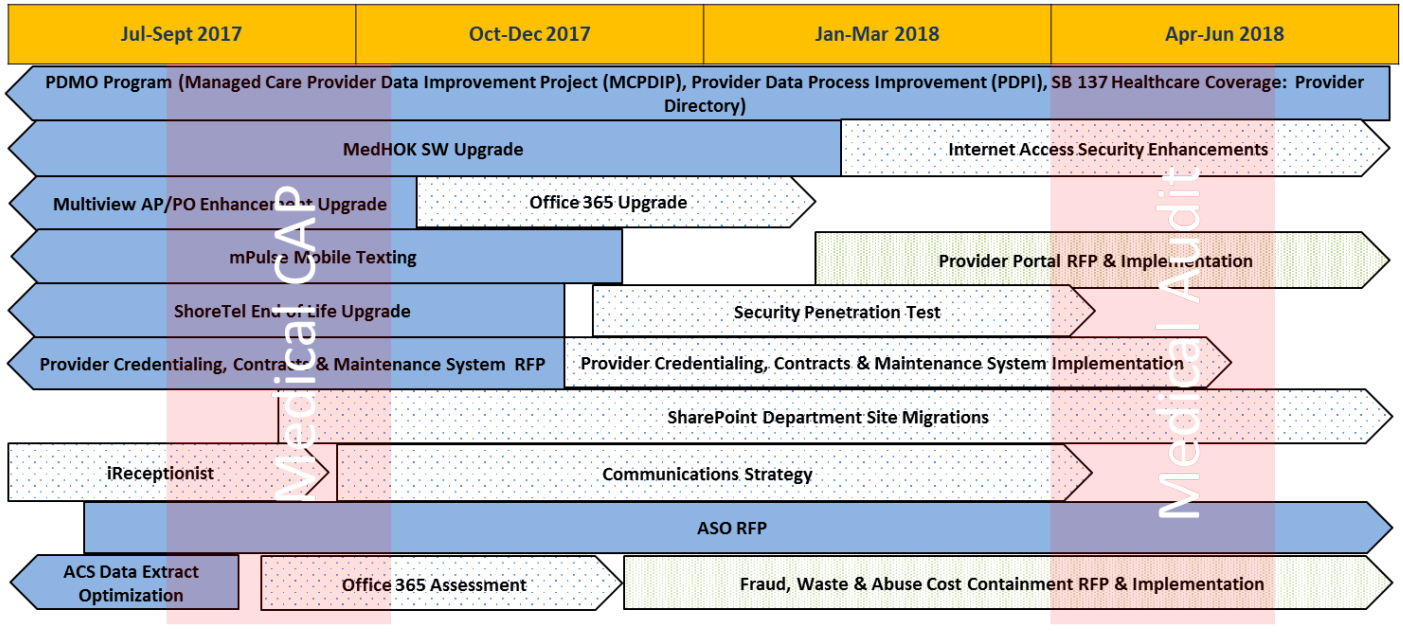 Jul-Sept 2017
Oct-Dec 2017
Jan-Mar 2018
Apr-Jun 2018
PDMO Program (Managed Care Provider Data Improvement Project (MCPDIP), Provider Data Process Improvement (PDPI), SB 137 Healthcare Coverage: Provider
Directory)
MedHOK SW Upgrade
Internet Access Security Enhancements
Multiview AP/PO Enhancement Upgrade
Office 365 Upgrade
mPulse Mobile Texting
Provider Portal RFP & Implementation
ShoreTel End of Life Upgrade
Security Penetration Test
Provider Credentialing, Contracts & Maintenance System RFP
Provider Credentialing, Contracts & Maintenance System Implementation
SharePoint Department Site Migrations
iReceptionist
Communications Strategy
ASO RFP
ACS Data Extract
Optimization
Office 365 Assessment
Fraud, Waste & Abuse Cost Containment RFP & Implementation
Medical CAP
Medical Audit